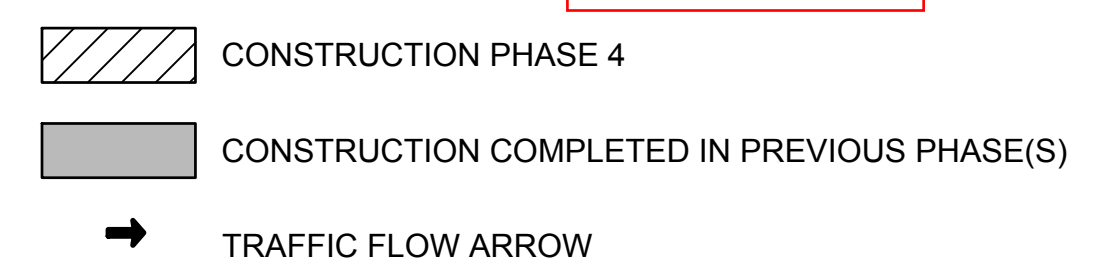 CONSTRUCTION PHASE 4
CONSTRUCTION COMPLETED IN PREVIOUS PHASE(S)
TRAFFIC FLOW ARROW